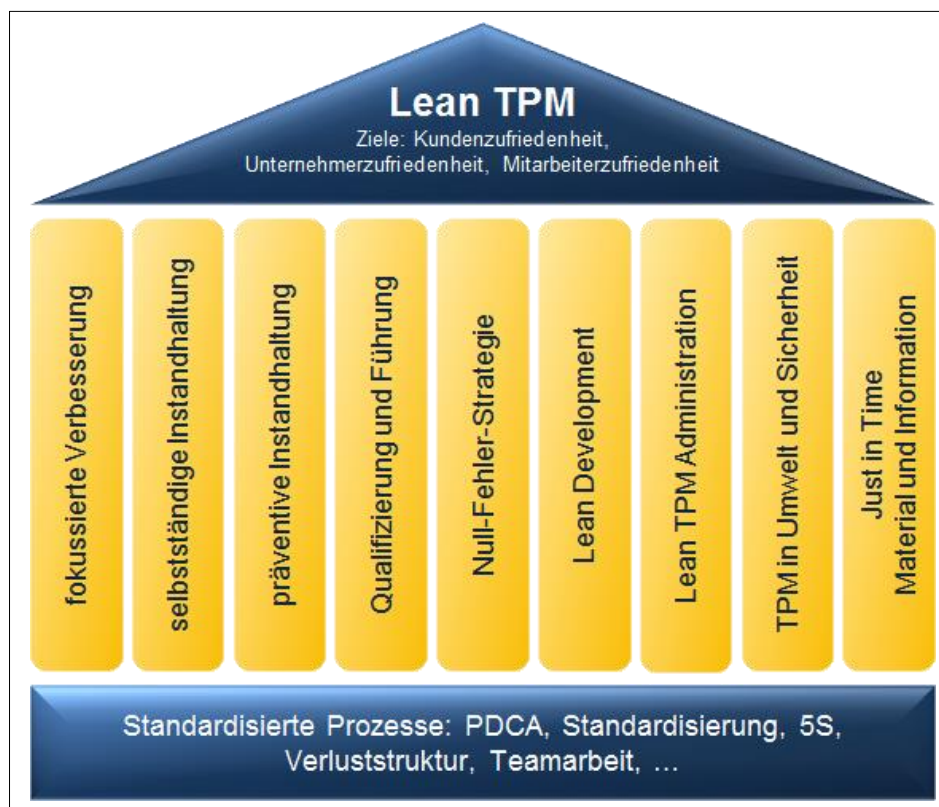 Lean TPM
Ziele: Kundenzufriedenheit,
Unternehmerzufriedenheit, Mitarbeiterzufriedenheit
fokussierte Verbesserung
selbstständige Instandhaltung
präventive Instandhaltung
Qualifizierung und Führung
Null-Fehler-Strategie
Lean Development
Lean TPM Administration
TPM in Umwelt und Sicherheit
Just in Time
Material und Information
Standardisierte Prozesse: PDCA, Standardisierung, 5S,
Verluststruktur, Teamarbeit, ...